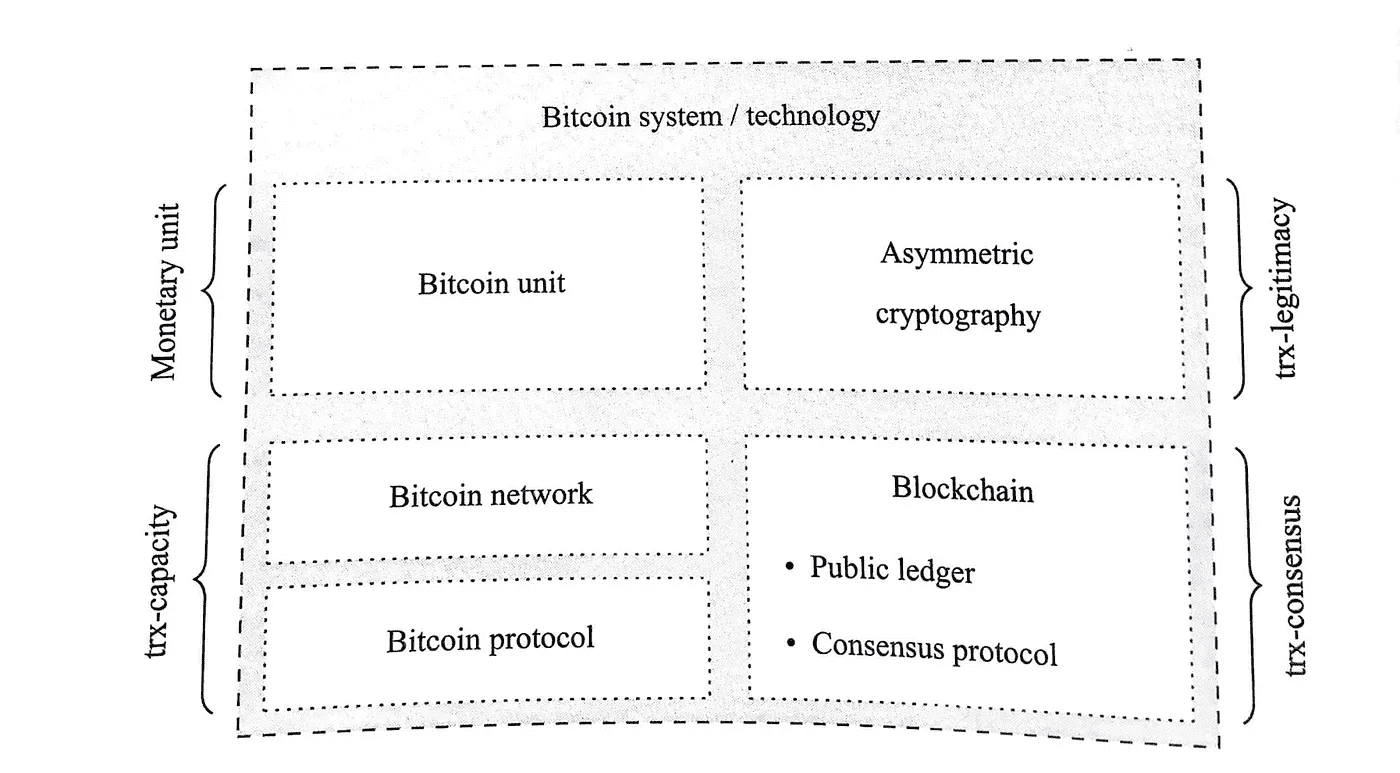 Bitcoin system / technology
Monetary unit
Bitcoin unit
Asymmetric
cryptography
trx-legitimacy
trx-capacity
Bitcoin network
Bitcoin protocol
Blockchain
• Public ledger
• Consensus protocol
trx-consensus